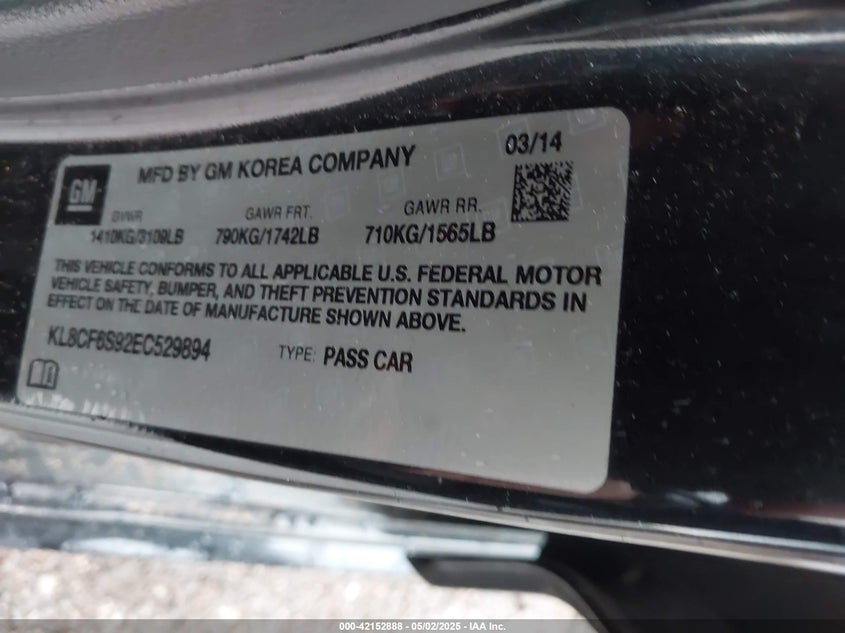 MFD BY GM KOREA COMPANY 03/14
GM
GVWR GAWR FRT. GAWR RR.
1410KG/3109LB 790KG/1742LB 710KG/1565LB
THIS VEHICLE CONFORMS TO ALL APPLICABLE U.S. FEDERAL MOTOR
VEHICLE SAFETY, BUMPER, AND THEFT PREVENTION STANDARDS IN
EFFECT ON THE DATE OF MANUFACTURE SHOWN ABOVE.
KL8CF6S92EC529894 TYPE: PASS CAR
000-42152888 - 05/02/2025 - IAA Inc.